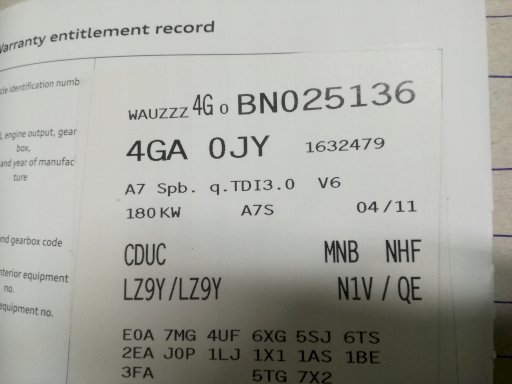 Warranty entitlement record
cle identification numb
WAUZZZ 4G 0 BN025136
l, engine output, gear
box,
and year of manufac
ture
4GA 0JY 1632479
A7 Spb. q.TDI3.0 V6
180 KW A7S 04/11
nd gearbox code
CDUC MNB NHF
nterior equipment
no.
LZ9Y/LZ9Y N1V / QE
equipment no.
E0A 7MG 4UF 6XG 5SJ 6TS
2EA J0P 1LJ 1X1 1AS 1BE
3FA 5TG 7X2